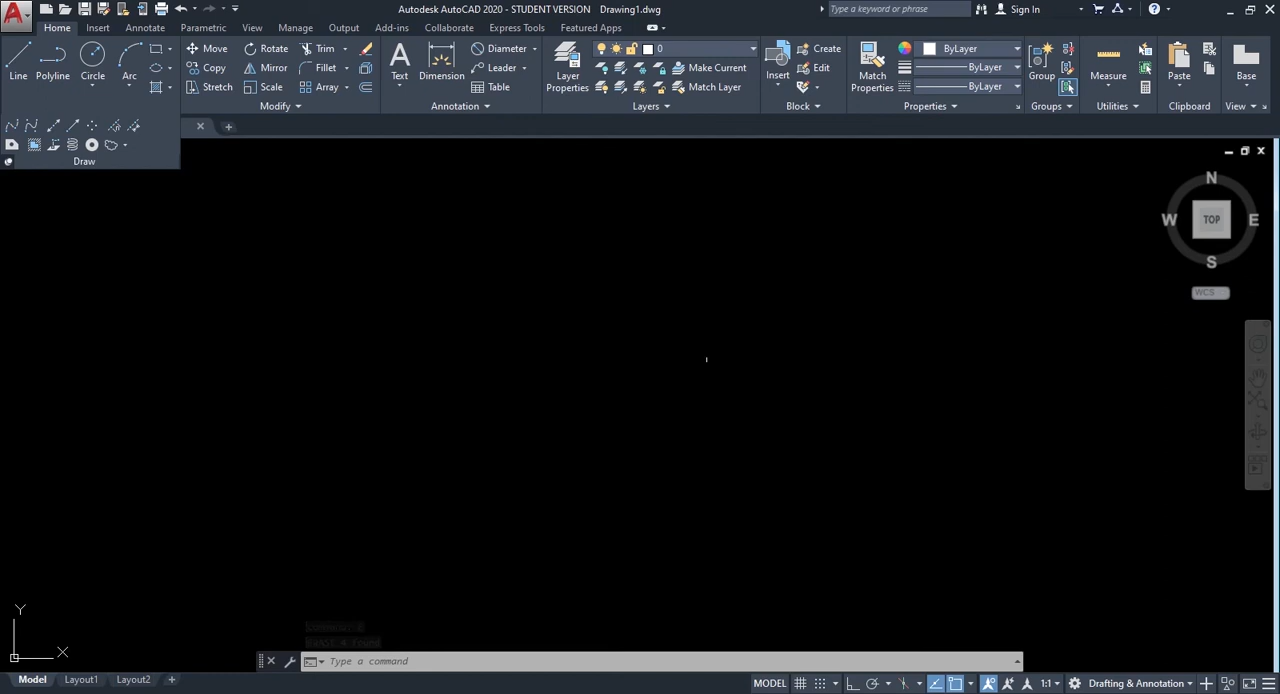 Autodesk AutoCAD 2020 - STUDENT VERSION Drawing1.dwg
Type a keyword or phrase
Sign In
Home Insert Annotate Parametric View Manage Output Add-ins Collaborate Express Tools Featured Apps
Line Polyline Circle Arc
Move Rotate Trim
Copy Mirror Fillet
Stretch Scale Array
Modify
Text Dimension
Diameter
Leader
Table
Annotation
Layer Properties
0
Make Current
Match Layer
Layers
Insert
Create
Edit
Block
Match Properties
ByLayer
ByLayer
ByLayer
Properties
Group
Groups
Measure
Utilities
Paste
Clipboard
Base
View
Draw
N
W TOP E
S
WCS
Y
X
Type a command
Model Layout1 Layout2
MODEL 1:1 Drafting & Annotation